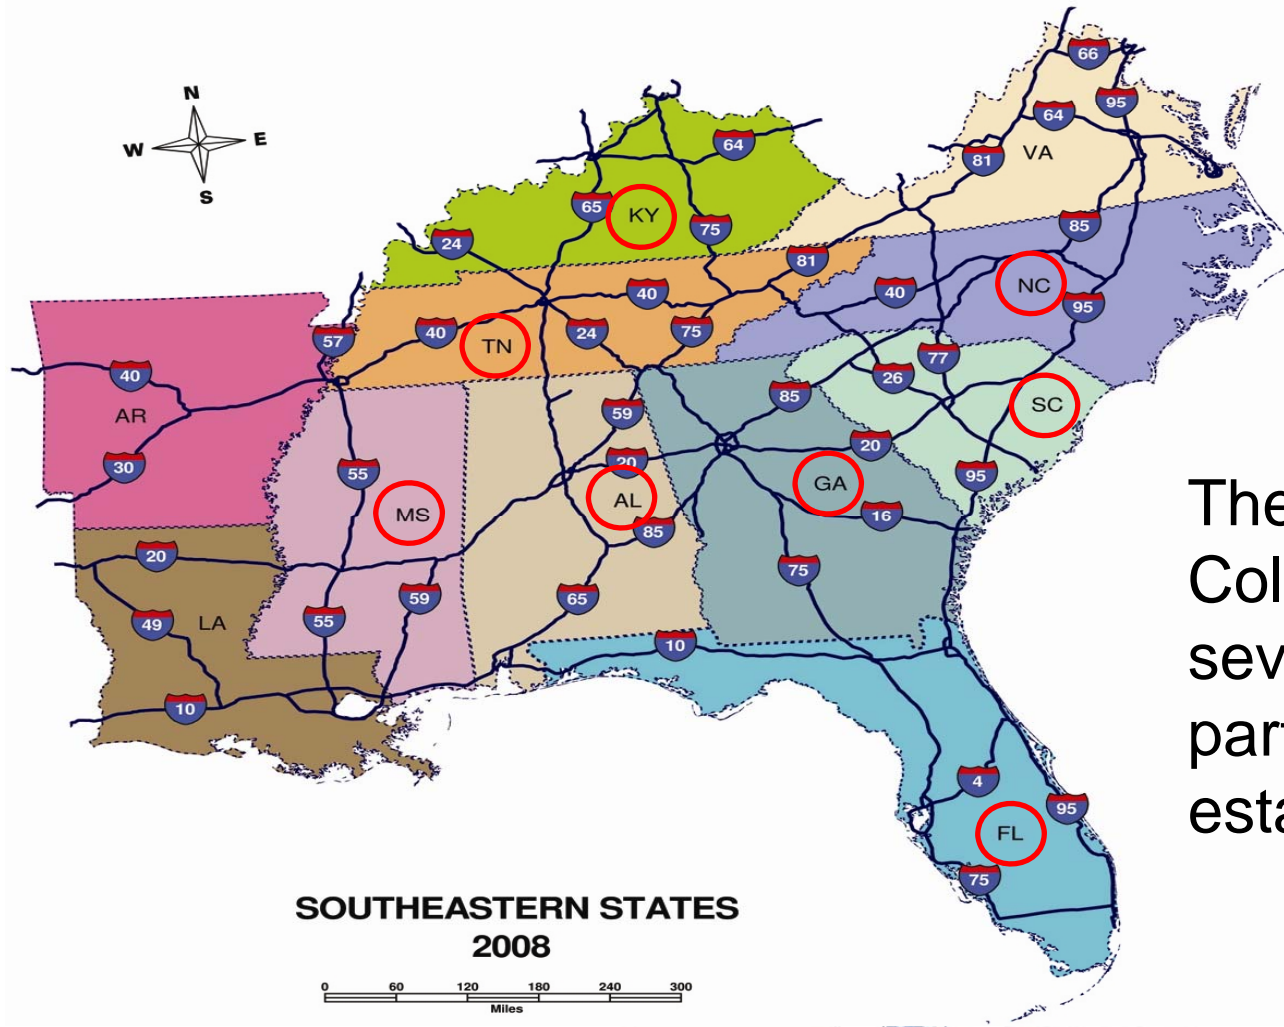 N
W E
S
66
95
64
64
81
VA
65
KY
75
85
24
81
NC
40
40
95
57
40
TN
24
75
77
40
26
85
SC
AR
59
20
30
55
20
95
AL
GA
MS
16
85
20
75
59
65
49
LA
55
10
10
4
95
FL
75
The
Col
sev
par
esta
SOUTHEASTERN STATES
2008
0 60 120 180 240 300
Miles